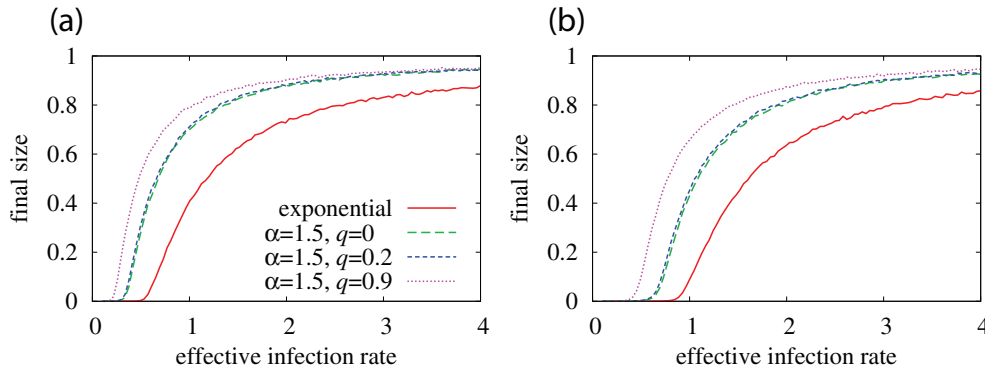 (a)
1
0.8
0.6
0.4
0.2
0
final size
exponential
α=1.5, q=0
α=1.5, q=0.2
α=1.5, q=0.9
0 1 2 3 4
effective infection rate
(b)
1
0.8
0.6
0.4
0.2
0
final size
0 1 2 3 4
effective infection rate